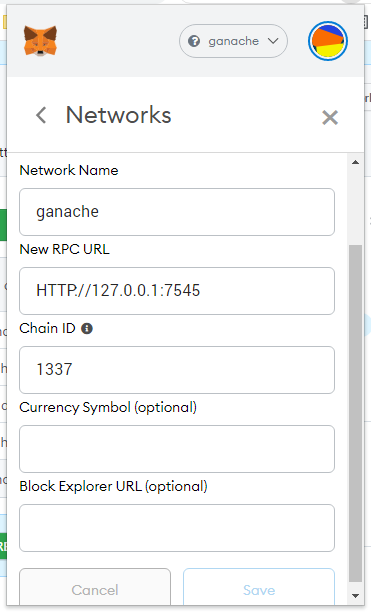 ganache
Networks
Network Name
ganache
New RPC URL
HTTP://127.0.0.1:7545
Chain ID
1337
Currency Symbol (optional)
Block Explorer URL (optional)
Cancel
Save